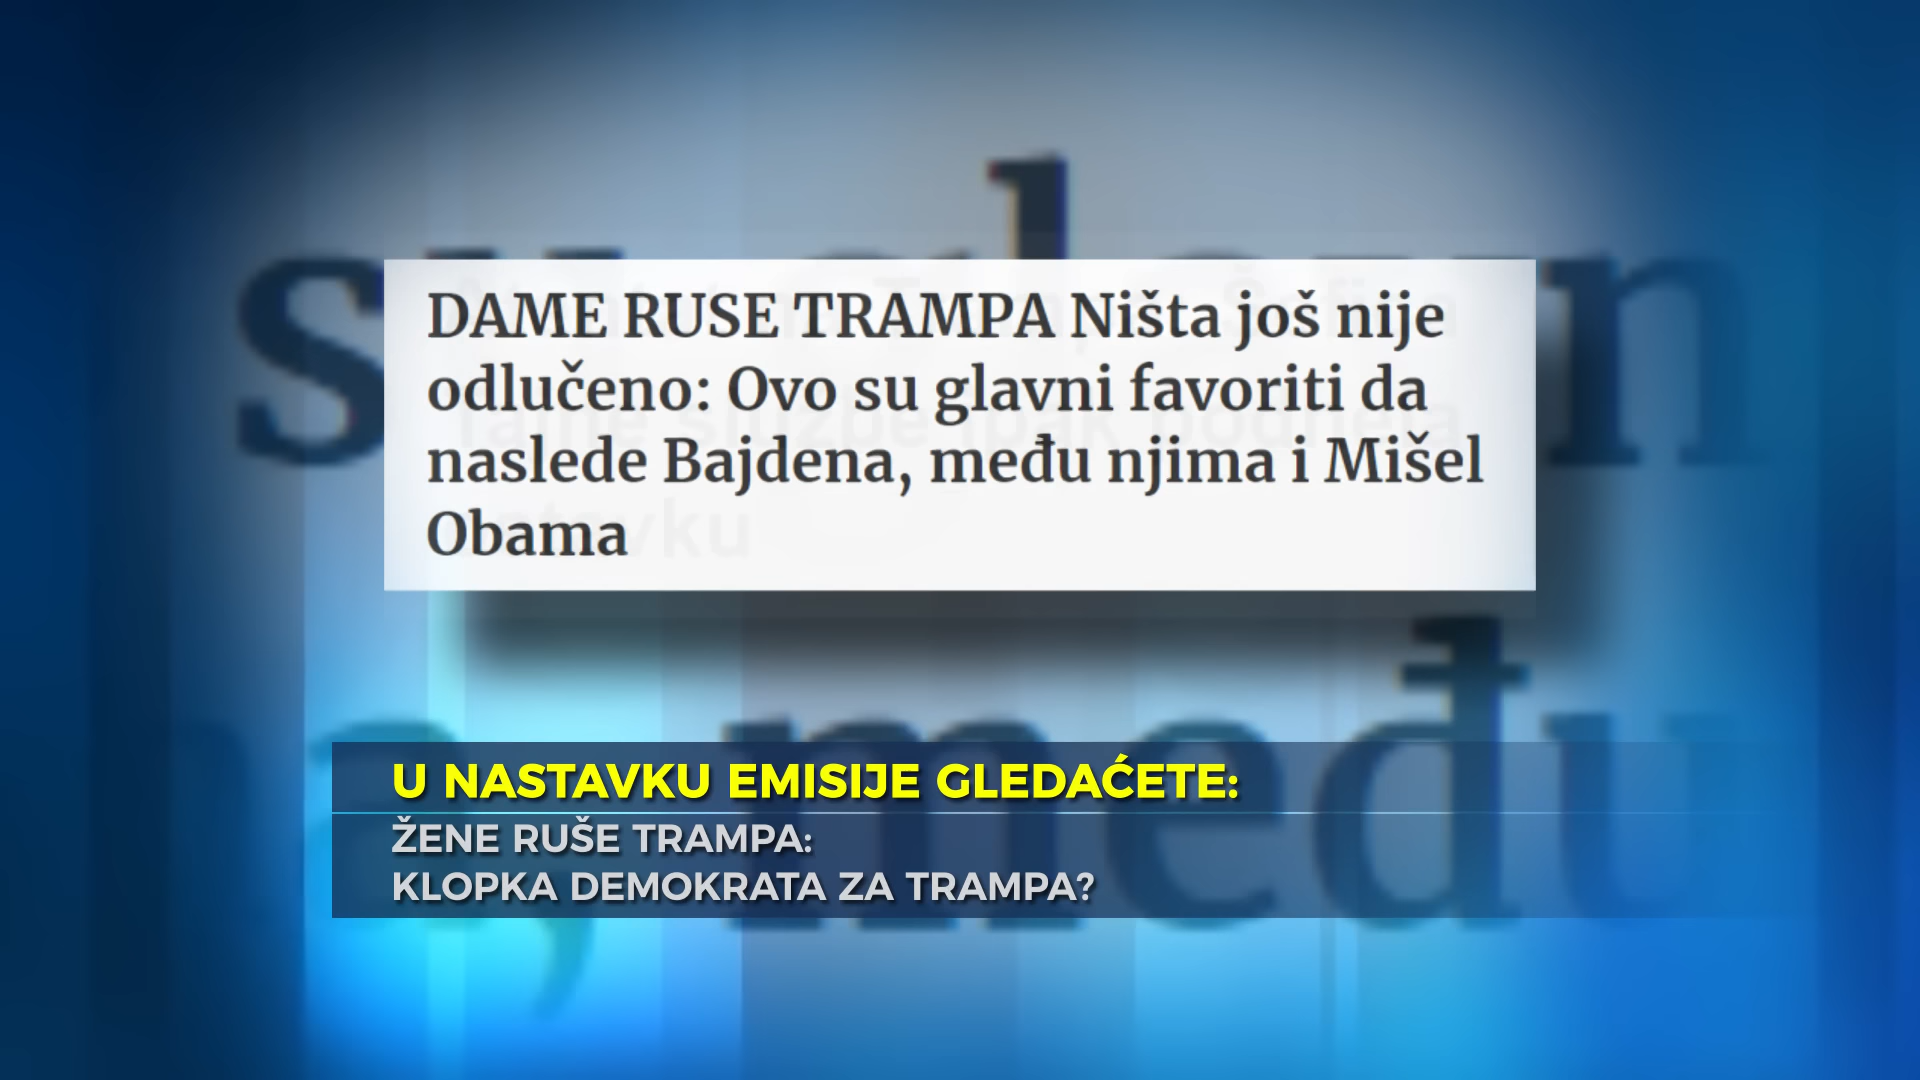 DAME RUSE TRAMPA Ništa još nije
odlučeno: Ovo su glavni favoriti da
naslede Bajdena, među njima i Mišel
Obama
U NASTAVKU EMISIJE GLEDAĆETE:
ŽENE RUŠE TRAMPA:
KLOPKA DEMOKRATA ZA TRAMPA?